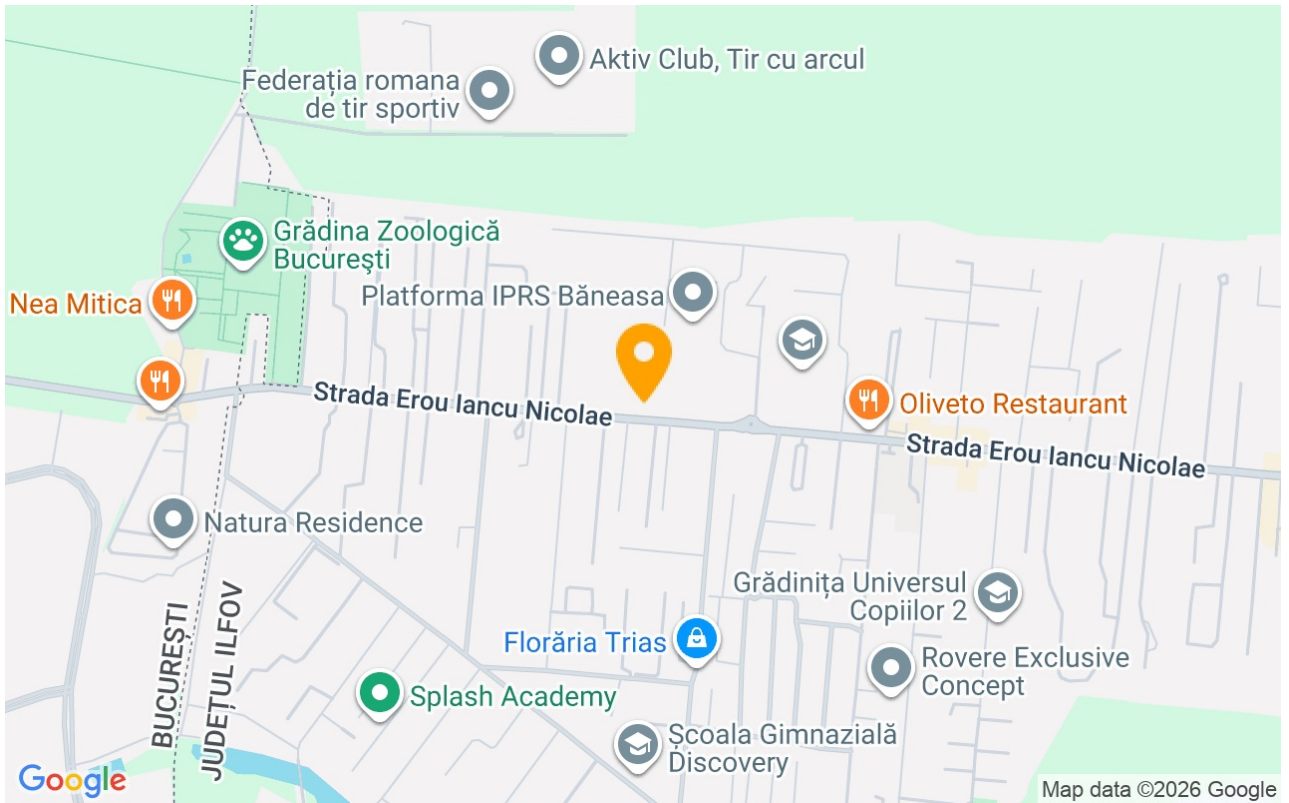 Aktiv Club, Tir cu arcul
Federația romana
de tir sportiv
Grădina Zoologică
Bucureşti
Platforma IPRS Băneasa
Nea Mitica
Strada Erou Iancu Nicolae
Oliveto Restaurant
Strada Erou Iancu Nicolae
Natura Residence
Grădinița Universul
Copiilor 2
BUCUREȘTI
JUDEȚUL ILFOV
Florăria Trias
Rovere Exclusive
Concept
Splash Academy
Școala Gimnazială
Discovery
Google
Map data ©2026 Google